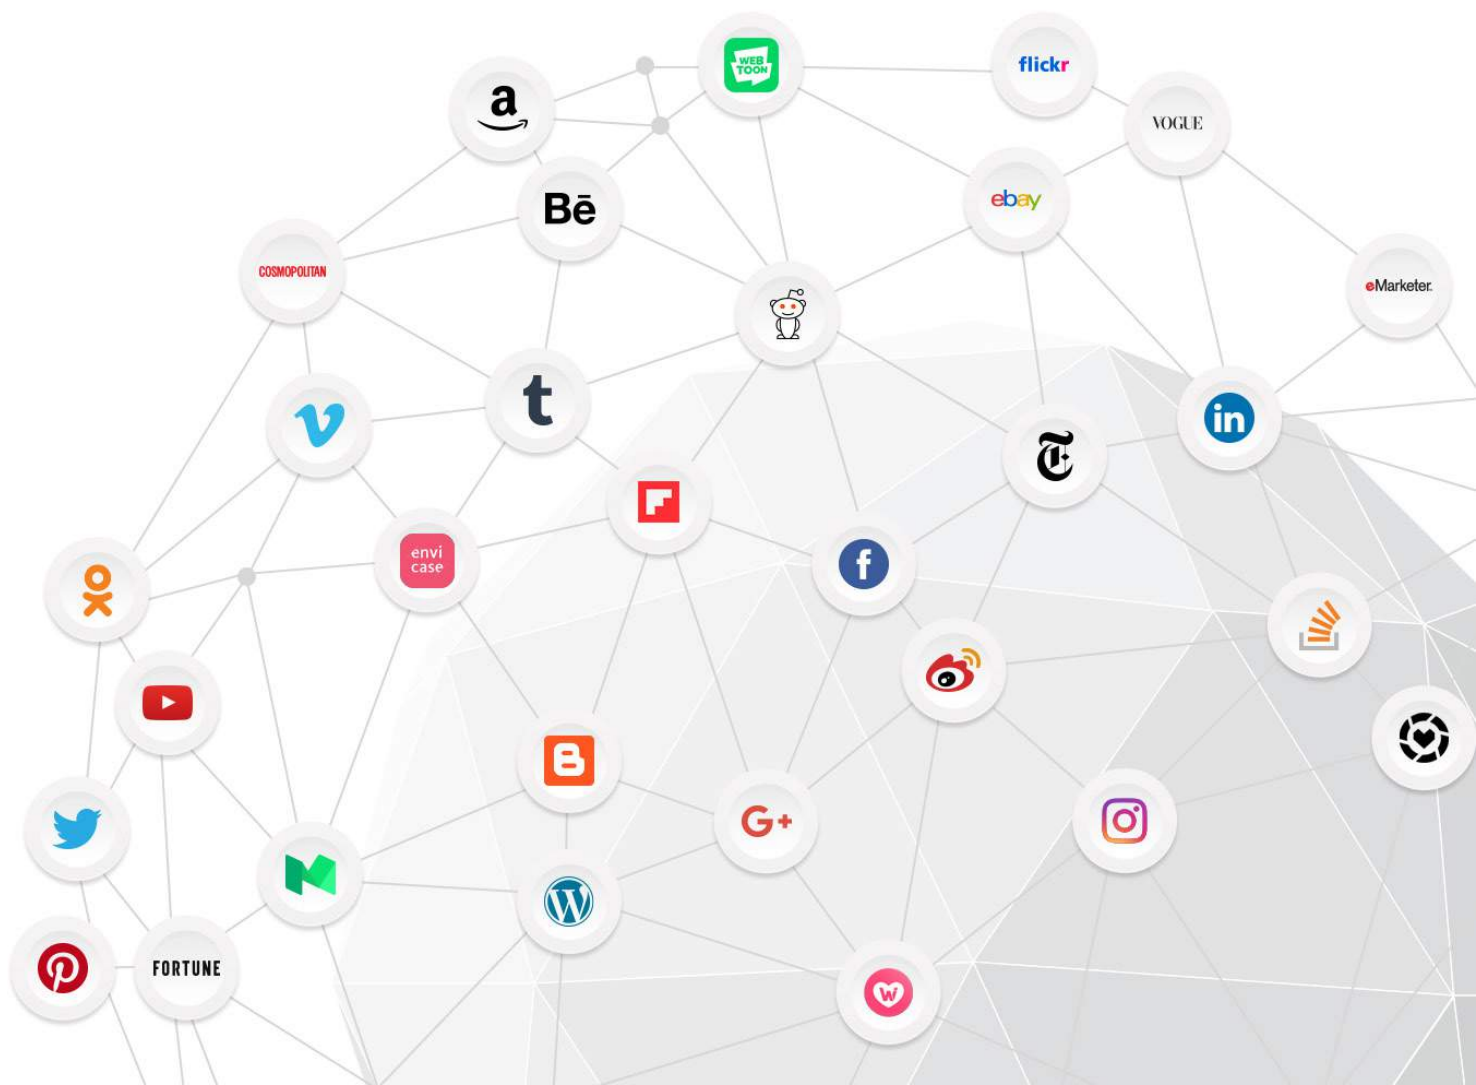 WEB
TOON
flickr
a
VOGUE
Bē
ebay
COSMOPOLITAN
eMarketer.
t
in
T
envi
case
f
B
G+
W
FORTUNE
w